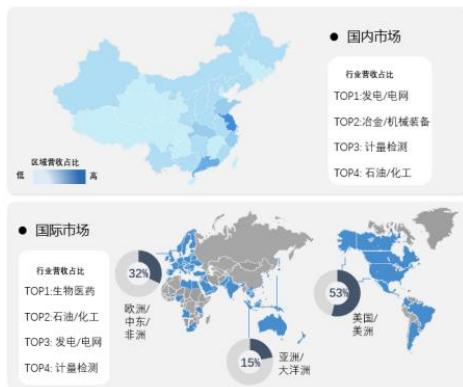 国内市场
行业营收占比
TOP1:发电/电网
TOP2:冶金/机械装备
TOP3: 计量检测
TOP4: 石油/化工
区域营收占比
低 高
国际市场
行业营收占比
TOP1:生物医药
TOP2:石油/化工
TOP3: 发电/电网
TOP4: 计量检测
32%
欧洲/
中东/
非洲
15%
亚洲/
大洋洲
53%
美国/
美洲